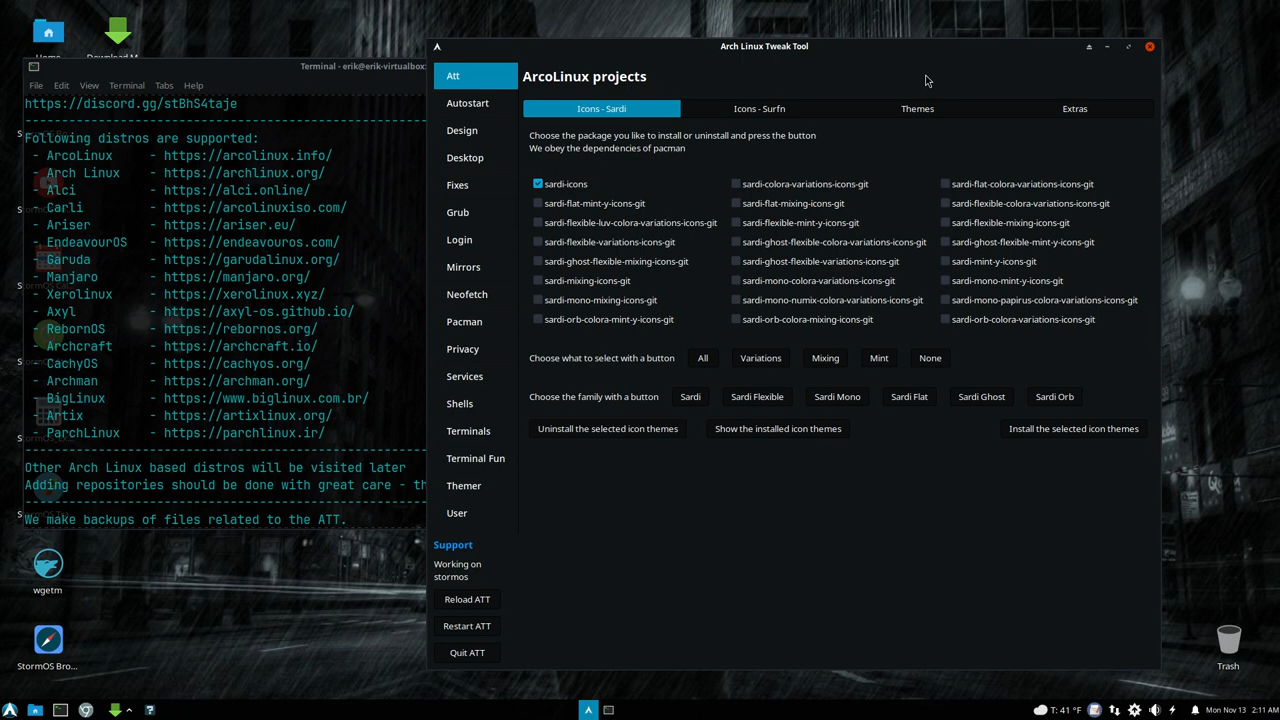 Home
Download M...
Terminal - erik@erik-virtualbox:
File Edit View Terminal Tabs Help
https://discord.gg/stBhS4taje
Following distros are supported:
- ArcoLinux - https://arcolinux.info/
- Arch Linux - https://archlinux.org/
- Alci - https://alci.online/
- Carli - https://arcolinuxiso.com/
- Ariser - https://ariser.eu/
- EndeavourOS - https://endeavouros.com/
- Garuda - https://garudalinux.org/
- Manjaro - https://manjaro.org/
- Xerolinux - https://xerolinux.xyz/
- Axyl - https://axyl-os.github.io/
- RebornOS - https://rebornos.org/
- Archcraft - https://archcraft.io/
- CachyOS - https://cachyos.org/
- Archman - https://archman.org/
- BigLinux - https://www.biglinux.com.br/
- Artix - https://artixlinux.org/
- ParchLinux - https://parchlinux.ir/
Other Arch Linux based distros will be visited later
Adding repositories should be done with great care - th
We make backups of files related to the ATT.
wgetm
StormOS Bro...
Arch Linux Tweak Tool
Att
Autostart
Design
Desktop
Fixes
Grub
Login
Mirrors
Neofetch
Pacman
Privacy
Services
Shells
Terminals
Terminal Fun
Themer
User
Support
Working on
stormos
Reload ATT
Restart ATT
Quit ATT
ArcoLinux projects
Icons - Sardi Icons - Surfn Themes Extras
Choose the package you like to install or uninstall and press the button
We obey the dependencies of pacman
sardi-icons sardi-colora-variations-icons-git sardi-flat-colora-variations-icons-git
sardi-flat-mint-y-icons-git sardi-flat-mixing-icons-git sardi-flexible-colora-variations-icons-git
sardi-flexible-luv-colora-variations-icons-git sardi-flexible-mint-y-icons-git sardi-flexible-mixing-icons-git
sardi-flexible-variations-icons-git sardi-ghost-flexible-colora-variations-icons-git sardi-ghost-flexible-mint-y-icons-git
sardi-ghost-flexible-mixing-icons-git sardi-ghost-flexible-variations-icons-git sardi-mint-y-icons-git
sardi-mixing-icons-git sardi-mono-colora-variations-icons-git sardi-mono-mint-y-icons-git
sardi-mono-mixing-icons-git sardi-mono-numix-colora-variations-icons-git sardi-mono-papirus-colora-variations-icons-git
sardi-orb-colora-mint-y-icons-git sardi-orb-colora-mixing-icons-git sardi-orb-colora-variations-icons-git
Choose what to select with a button All Variations Mixing Mint None
Choose the family with a button Sardi Sardi Flexible Sardi Mono Sardi Flat Sardi Ghost Sardi Orb
Uninstall the selected icon themes Show the installed icon themes Install the selected icon themes
Trash
T: 41 °F Mon Nov 13 2:11 AM